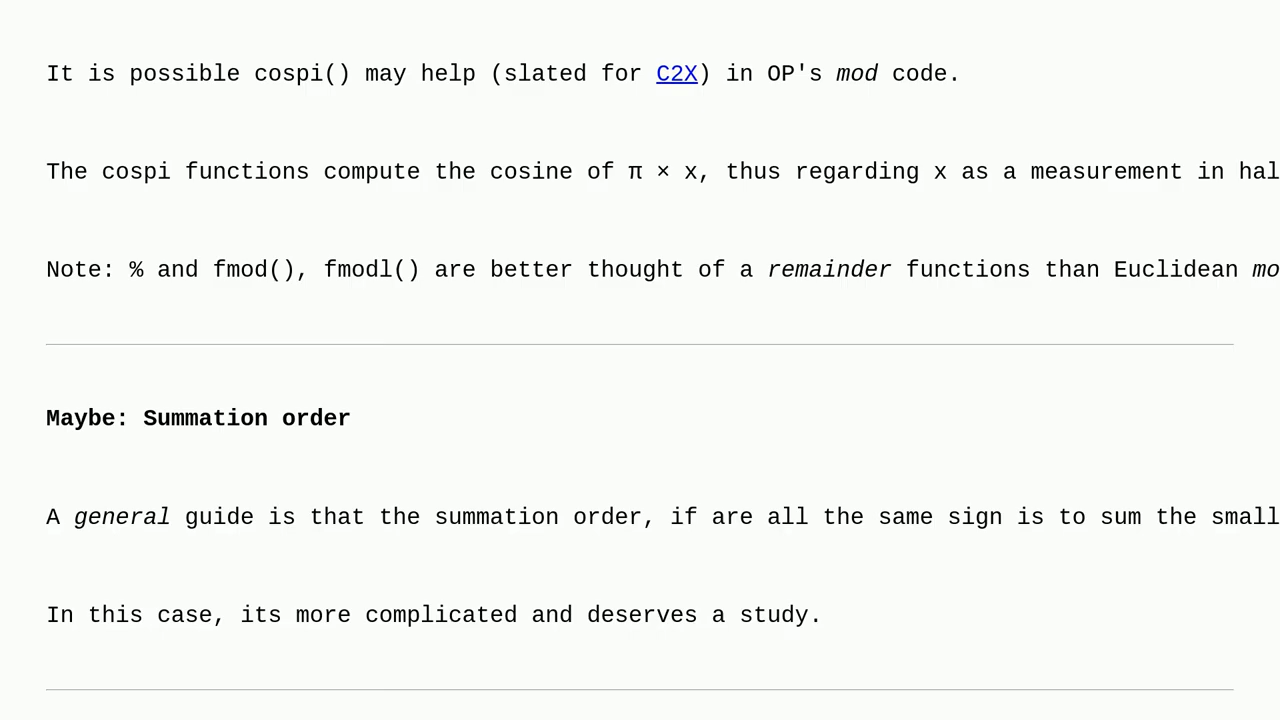 It is possible cospi() may help (slated for C2X) in OP's mod code.
The cospi functions compute the cosine of π × x, thus regarding x as a measurement in
Note: % and fmod(), fmodl() are better thought of a remainder functions than Euclidean
Maybe: Summation order
A general guide is that the summation order, if are all the same sign is to sum the small
In this case, its more complicated and deserves a study.